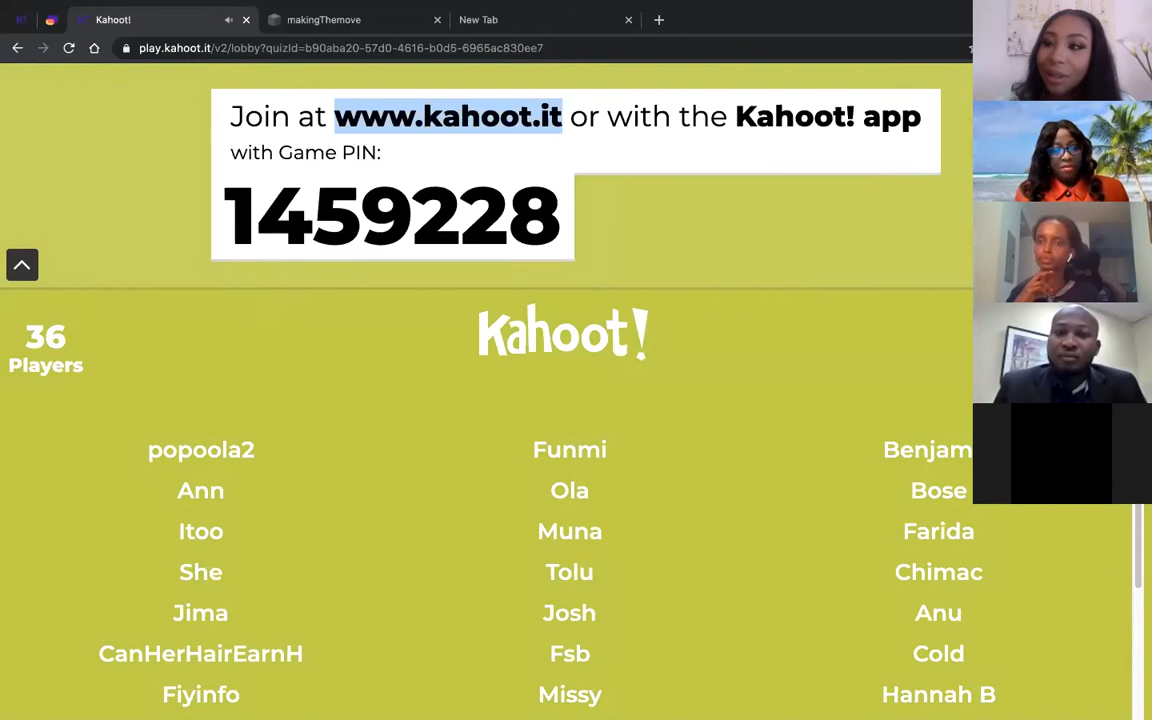 Kahoot!
makingThemove
New Tab
play.kahoot.it/v2/lobby?quizId=b90aba20-57d0-4616-b0d5-6965ac830ee7
Join at www.kahoot.it or with the Kahoot! app
with Game PIN:
1459228
36
Players
Kahoot!
popoola2 Funmi Benjam
Ann Ola Bose
Itoo Muna Farida
She Tolu Chimac
Jima Josh Anu
CanHerHairEarnH Fsb Cold
Fiyinfo Missy Hannah B